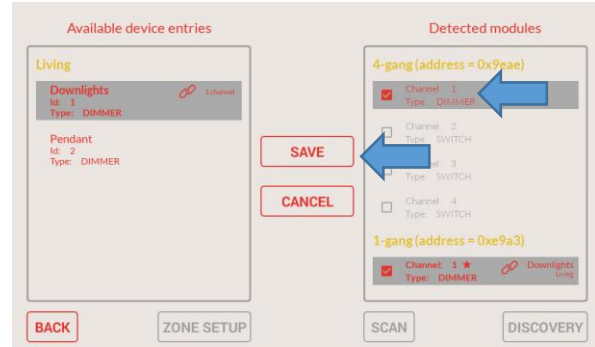 Available device entries
Living
Downlights
1 channel
Id: 1
Type: DIMMER
Pendant
Id: 2
Type: DIMMER
SAVE
CANCEL
BACK
ZONE SETUP
Detected modules
4-gang (address = 0x9eae)
Channel 1
Type: DIMMER
Channel 2
Type: SWITCH
3
Type: SWITCH
Channel 4
Type: SWITCH
1-gang (address = 0xe9a3)
Channel: 1 ★
Type: DIMMER
Downlights
Living
SCAN
DISCOVERY